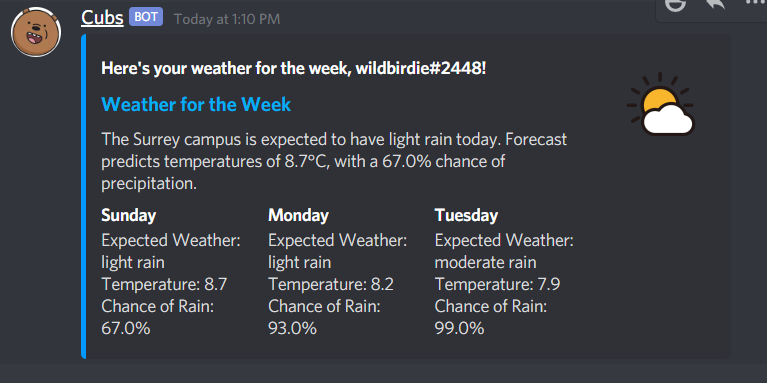 Cubs BOT Today at 1:10 PM
Here's your weather for the week, wildbirdie#2448!
Weather for the Week
The Surrey campus is expected to have light rain today. Forecast
predicts temperatures of 8.7°C, with a 67.0% chance of
precipitation.
Sunday
Expected Weather:
light rain
Temperature: 8.7
Chance of Rain:
67.0%
Monday
Expected Weather:
light rain
Temperature: 8.2
Chance of Rain:
93.0%
Tuesday
Expected Weather:
moderate rain
Temperature: 7.9
Chance of Rain:
99.0%